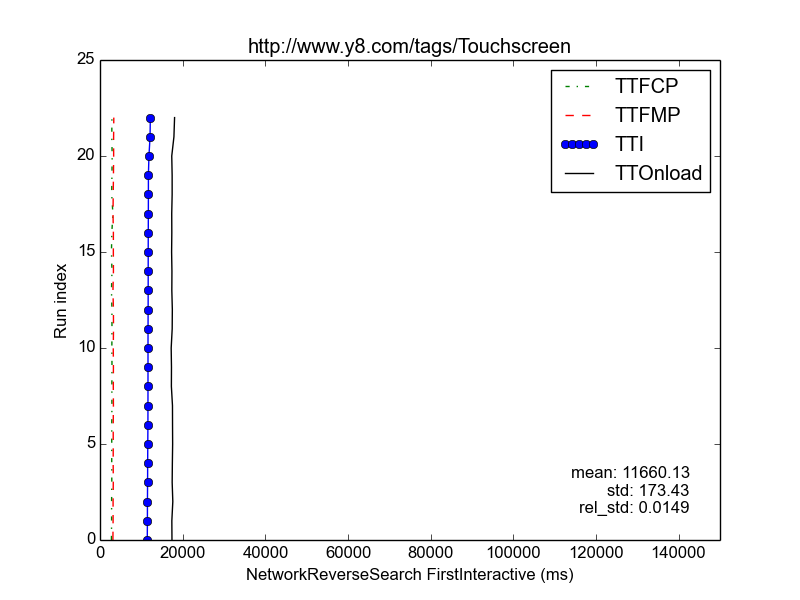 http://www.y8.com/tags/Touchscreen
25
20
15
10
5
0
Run index
TTFCP
TTFMP
TTI
TTOnload
mean: 11660.13
std: 173.43
rel_std: 0.0149
0 20000 40000 60000 80000 100000 120000 140000
NetworkReverseSearch FirstInteractive (ms)